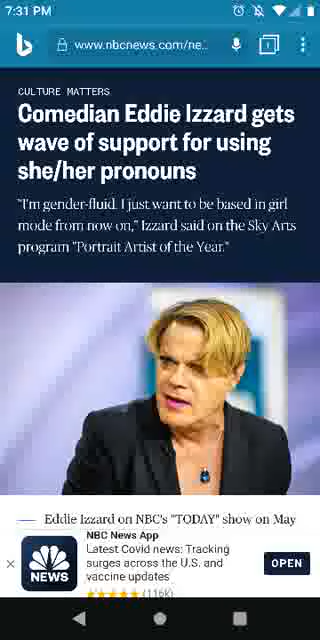 7:31 PM
www.nbcnews.com/ne...
1
CULTURE MATTERS
Comedian Eddie Izzard gets
wave of support for using
she/her pronouns
"I'm gender-fluid. I just want to be based in girl
mode from now on," Izzard said on the Sky Arts
program "Portrait Artist of the Year."
Eddie Izzard on NBC's "TODAY" show on May
NBC News App
Latest Covid news: Tracking
surges across the U.S. and
vaccine updates
(116K)
NEWS
OPEN